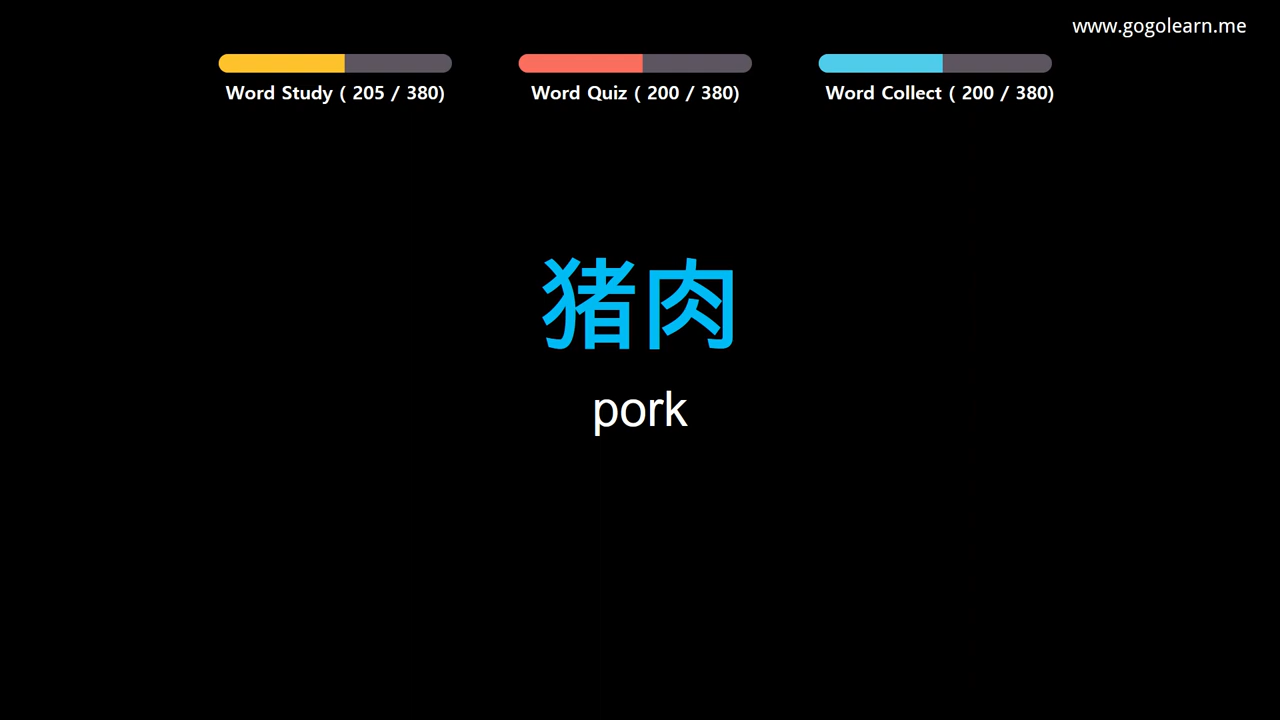 www.gogolearn.me
Word Study ( 205 / 380) Word Quiz ( 200 / 380) Word Collect ( 200 / 380)
猪肉
pork